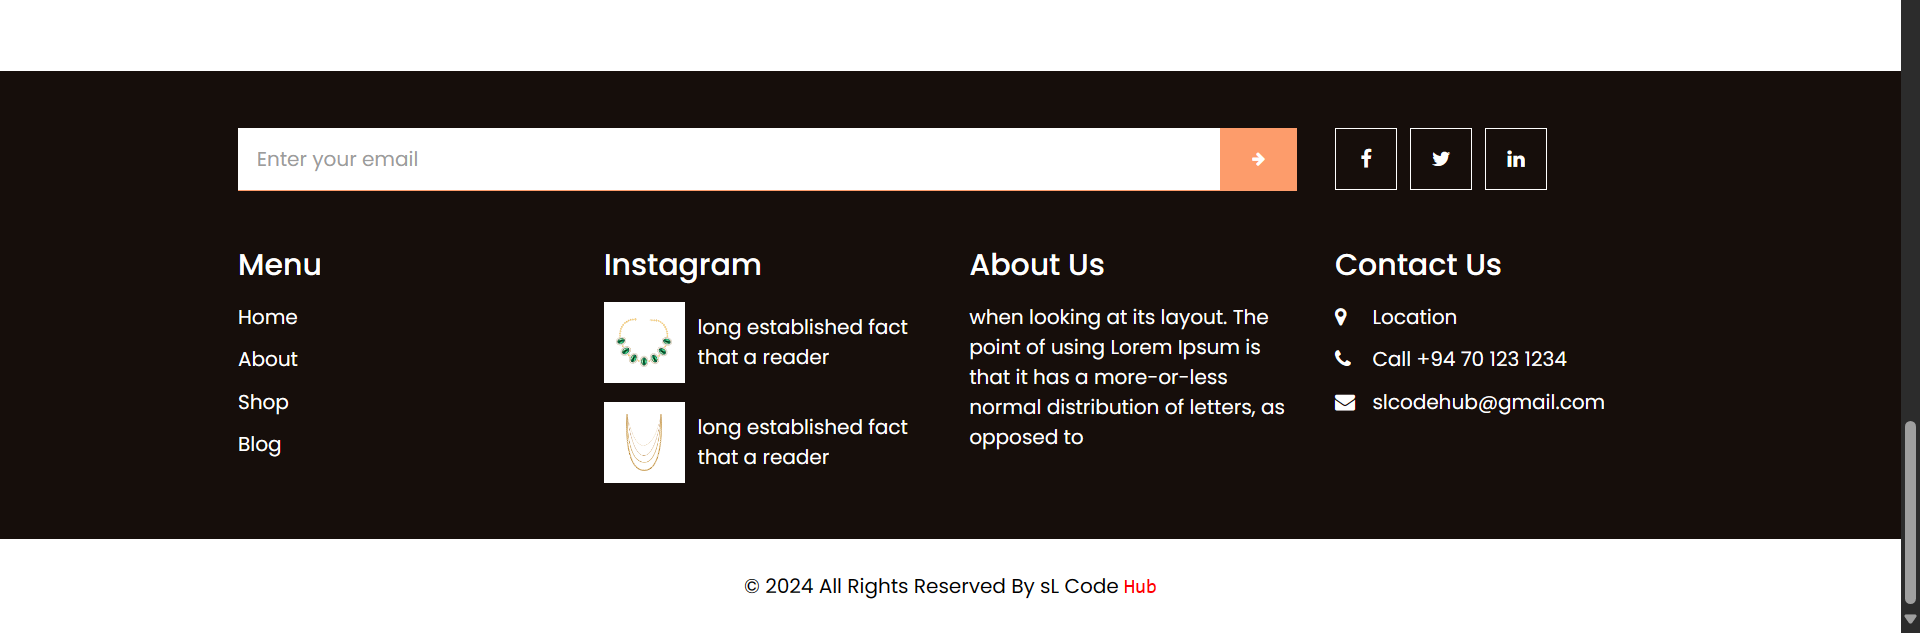 Enter your email
Menu
Home
About
Shop
Blog
Instagram
long established fact
that a reader
long established fact
that a reader
About Us
when looking at its layout. The
point of using Lorem Ipsum is
that it has a more-or-less
normal distribution of letters, as
opposed to
Contact Us
Location
Call +94 70 123 1234
slcodehub@gmail.com
© 2024 All Rights Reserved By sL Code Hub